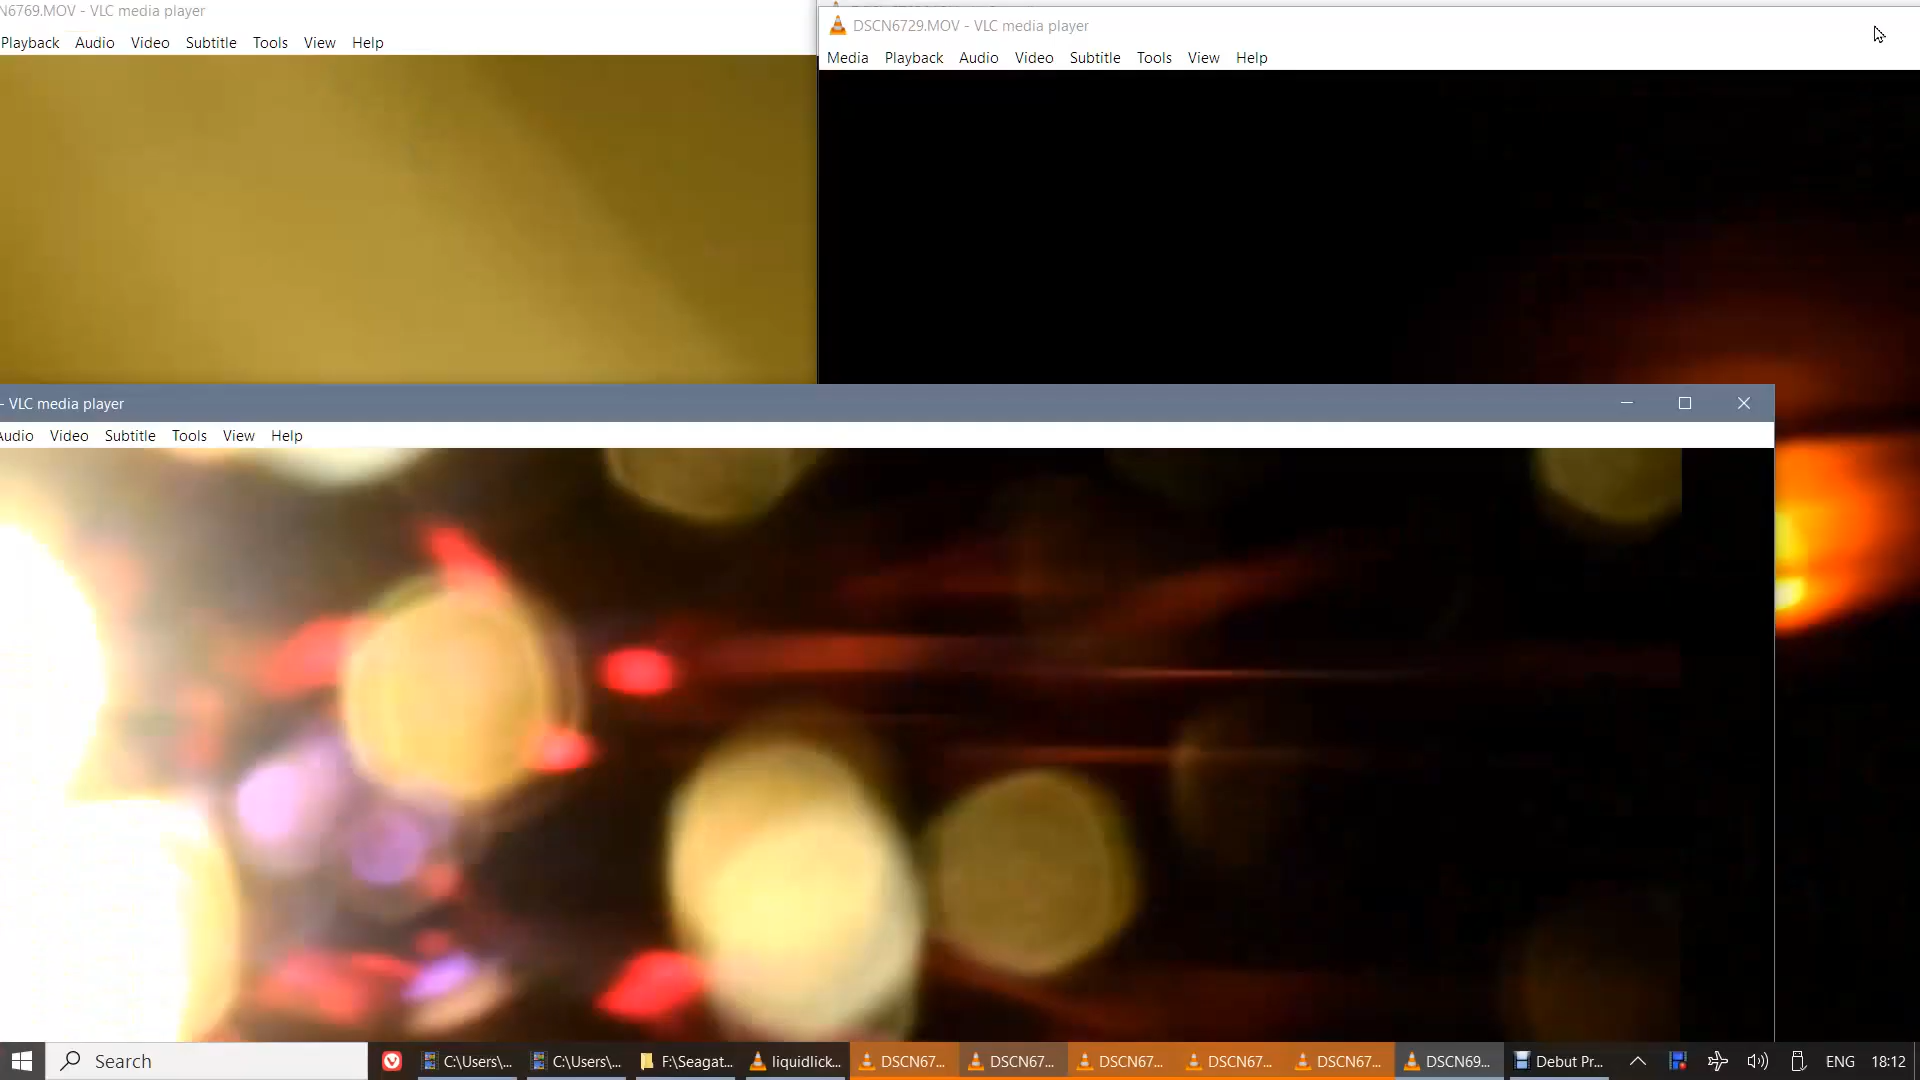 N6769.MOV - VLC media player
Playback Audio Video Subtitle Tools View Help
DSCN6729.MOV - VLC media player
Media Playback Audio Video Subtitle Tools View Help
- VLC media player
Audio Video Subtitle Tools View Help
Search C:\Users\... C:\Users\... F:\Seagat... liquidlick... DSCN67... DSCN67... DSCN67... DSCN67... DSCN67... DSCN69... Debut Pr... ENG 18:12